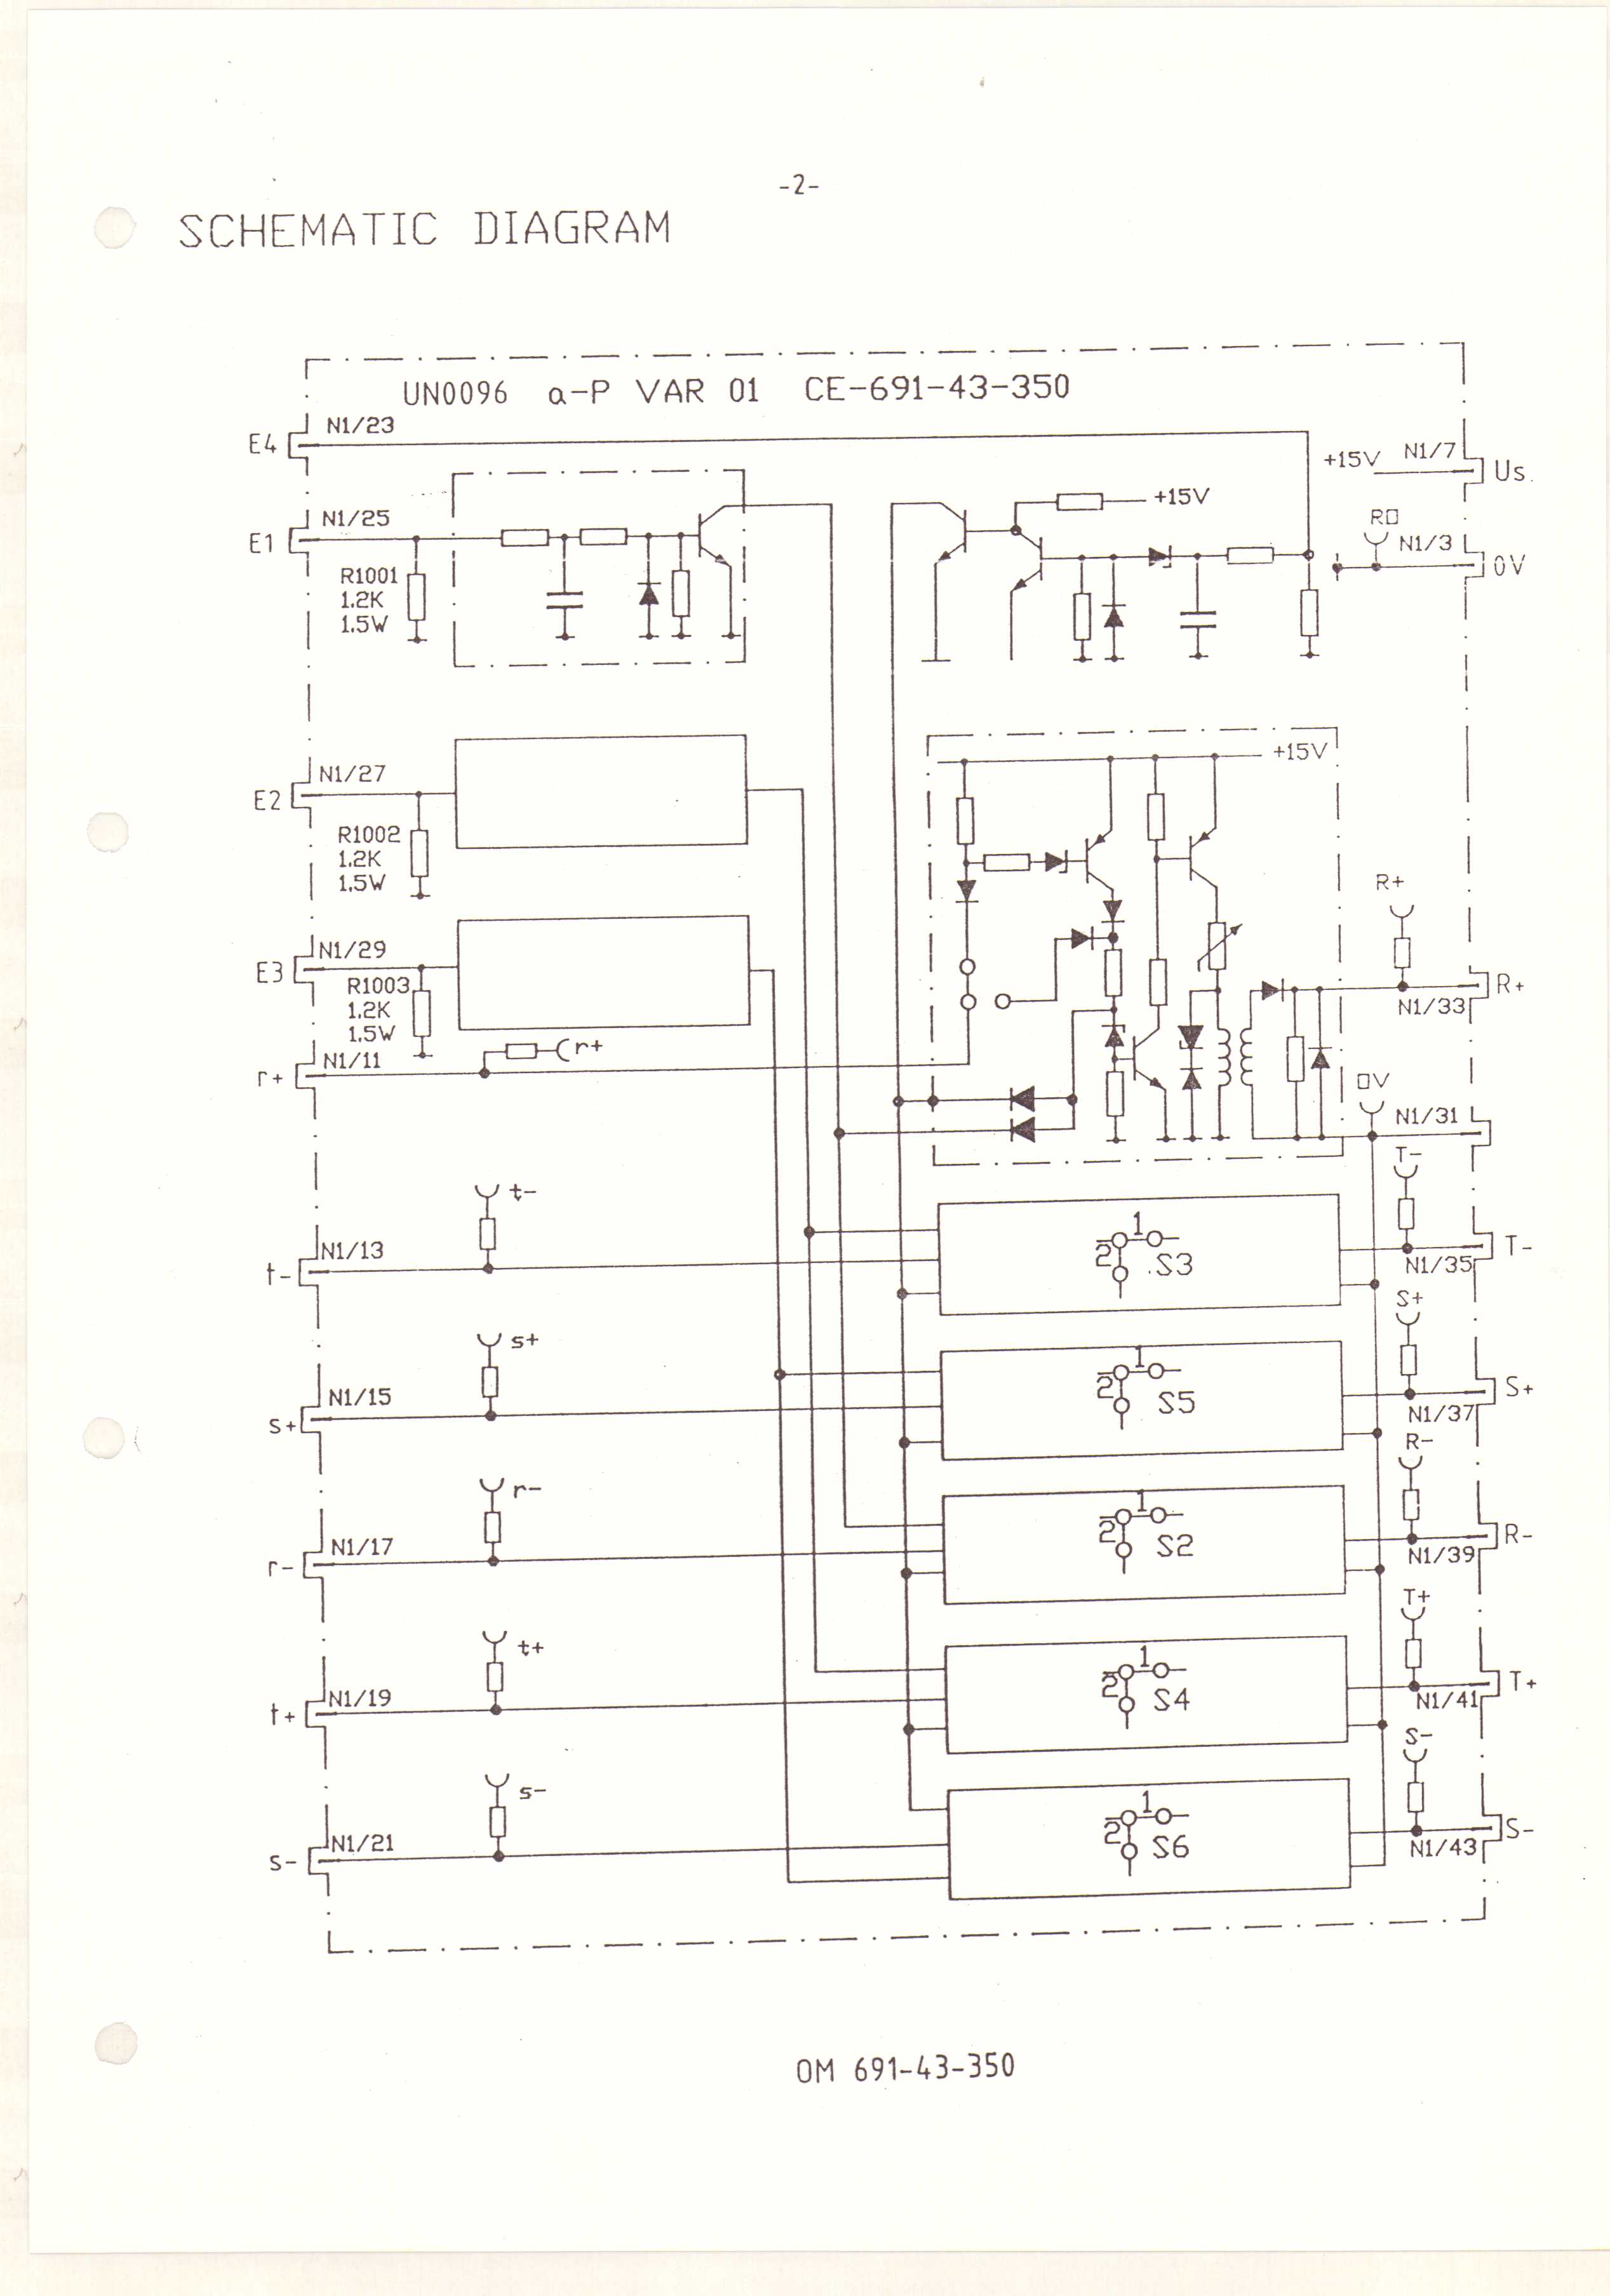 -2-
SCHEMATIC DIAGRAM
UN0096 a-P VAR 01 CE-691-43-350
E4 N1/23
+15V N1/7 Us
+15V
R0
N1/3 0V
E1 N1/25
R1001
1.2K
1.5W
+15V
E2 N1/27
R1002
1.2K
1.5W
R+
E3 N1/29
R1003
1.2K
1.5W
R+
N1/33
r+ N1/11 r+
0V
N1/31
T-
t-
N1/13
t-
1
2 S3
T-
N1/35
S+
s+
N1/15
s+
1
2 S5
S+
N1/37
R-
r-
N1/17
r-
1
2 S2
R-
N1/39
T+
t+
N1/19
t+
1
2 S4
T+
N1/41
S-
s-
N1/21
s-
1
2 S6
S-
N1/43
OM 691-43-350